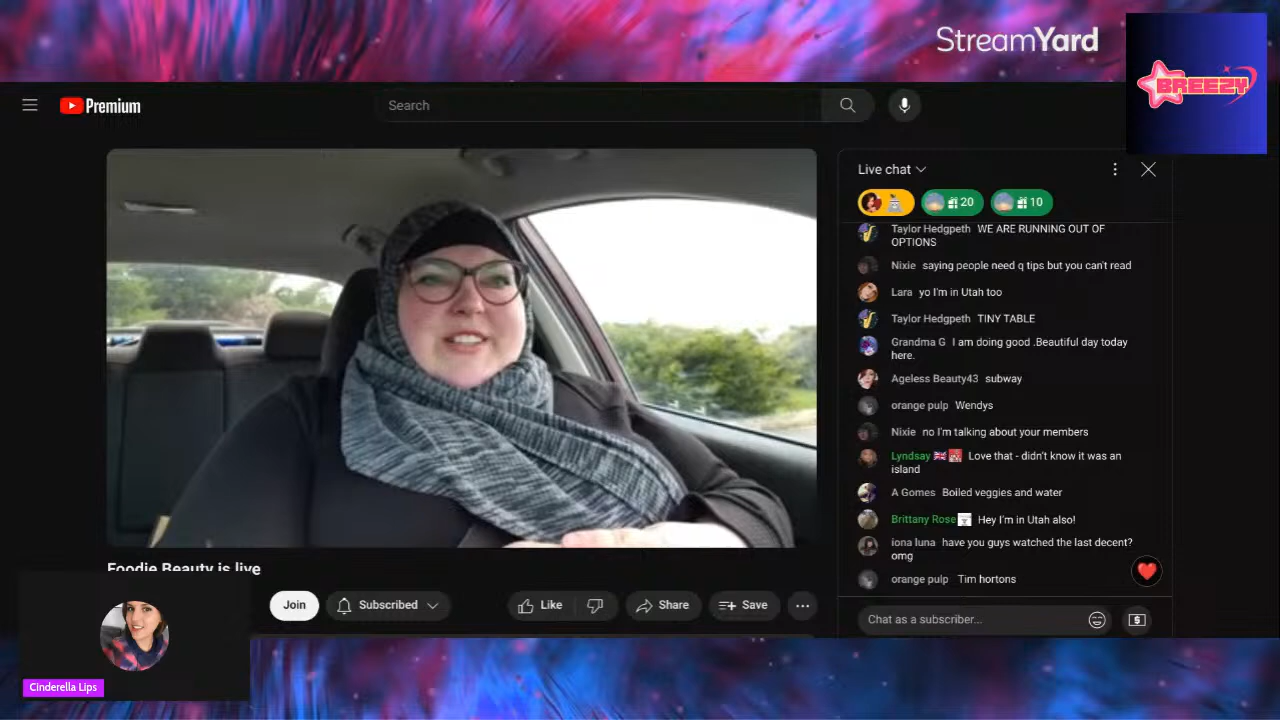 StreamYard
BREEZY
Premium
Search
Live chat
20
10
Taylor Hedgpeth WE ARE RUNNING OUT OF
OPTIONS
Nixie saying people need q tips but you can't read
Lara yo I'm in Utah too
Taylor Hedgpeth TINY TABLE
Grandma G I am doing good .Beautiful day today
here.
Ageless Beauty43 subway
orange pulp Wendys
Nixie no I'm talking about your members
Lyndsay Love that - didn't know it was an
island
A Gomes Boiled veggies and water
Brittany Rose Hey I'm in Utah also!
iona luna have you guys watched the last decent?
omg
orange pulp Tim hortons
Foodie Beauty is live
Join
Subscribed
Like
Share
Save
Chat as a subscriber...
Cinderella Lips